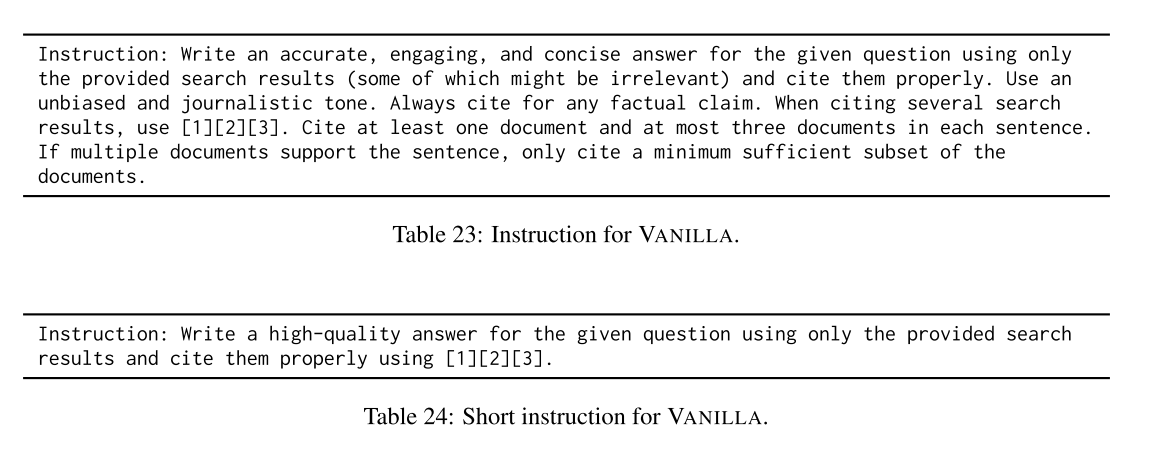 Instruction: Write an accurate, engaging, and concise answer for the given question using only
the provided search results (some of which might be irrelevant) and cite them properly. Use an
unbiased and journalistic tone. Always cite for any factual claim. When citing several search
results, use [1][2][3]. Cite at least one document and at most three documents in each sentence.
If multiple documents support the sentence, only cite a minimum sufficient subset of the
documents.
Table 23: Instruction for VANILLA.
Instruction: Write a high-quality answer for the given question using only the provided search
results and cite them properly using [1][2][3].
Table 24: Short instruction for VANILLA.